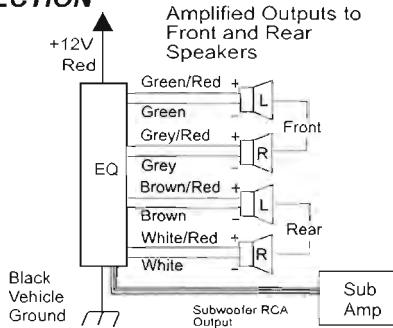 ECTION
Amplified Outputs to
Front and Rear
Speakers
+12V
Red
Green/Red +
L
Green -
Front
Grey/Red +
R
Grey -
EQ
Brown/Red +
L
Brown -
Rear
White/Red +
R
White -
Black
Vehicle
Ground
Subwoofer RCA
Output
Sub
Amp